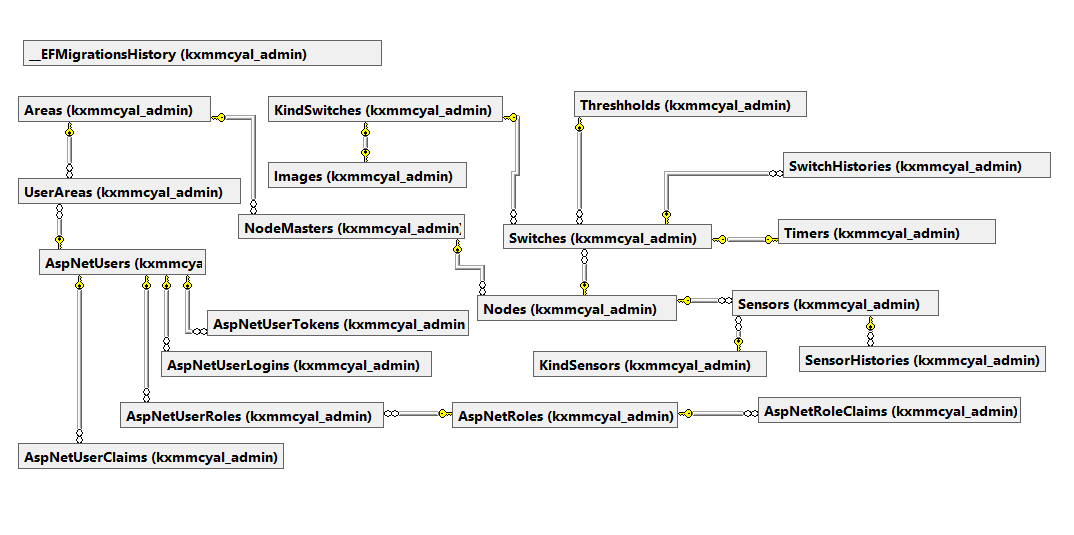 __EFMigrationsHistory (kxmmcyal_admin)
Areas (kxmmcyal_admin)
KindSwitches (kxmmcyal_admin)
Threshholds (kxmmcyal_admin)
SwitchHistories (kxmmcyal_admin)
Images (kxmmcyal_admin)
UserAreas (kxmmcyal_admin)
NodeMasters (kxmmcyal_admin)
Switches (kxmmcyal_admin)
Timers (kxmmcyal_admin)
AspNetUsers (kxmmcya
Nodes (kxmmcyal_admin)
Sensors (kxmmcyal_admin)
AspNetUserTokens (kxmmcyal_admin
AspNetUserLogins (kxmmcyal_admin)
KindSensors (kxmmcyal_admin)
SensorHistories (kxmmcyal_admin)
AspNetUserRoles (kxmmcyal_admin)
AspNetRoles (kxmmcyal_admin)
AspNetRoleClaims (kxmmcyal_admin)
AspNetUserClaims (kxmmcyal_admin)